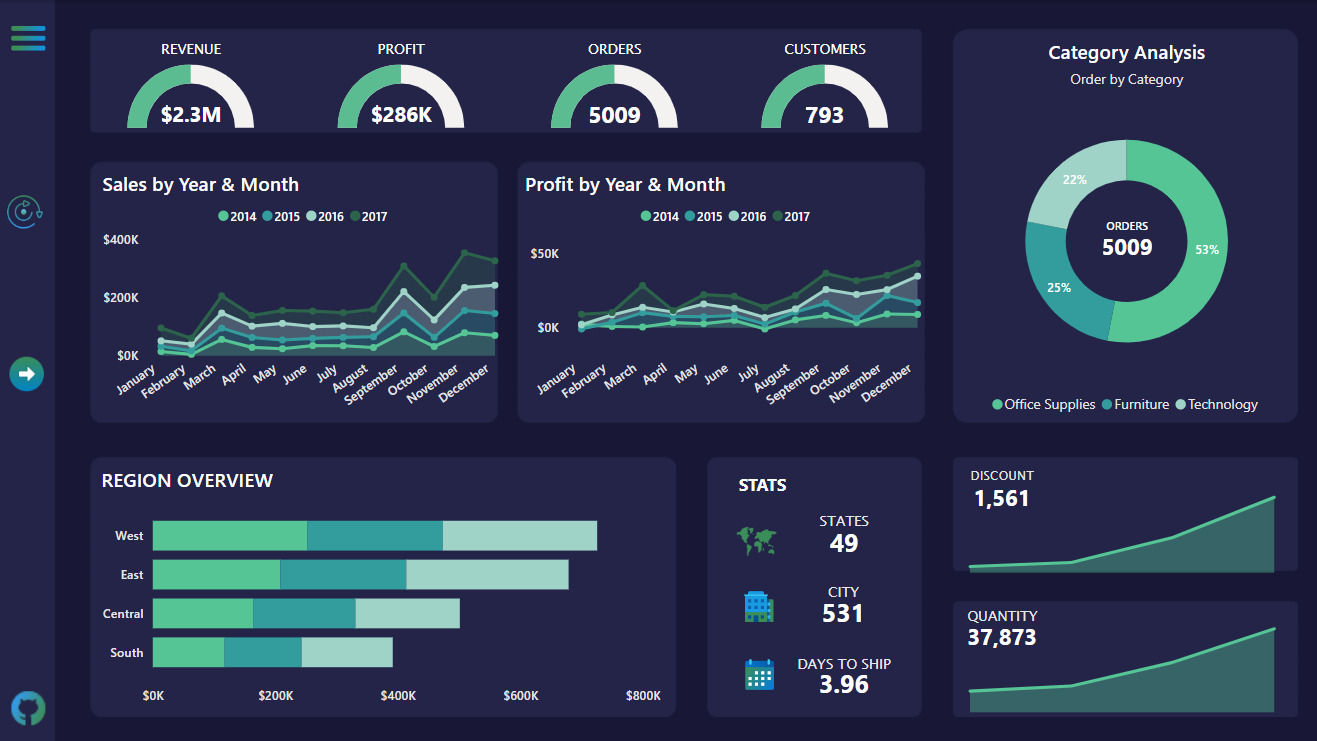 REVENUE
$2.3M
PROFIT
$286K
ORDERS
5009
CUSTOMERS
793
Category Analysis
Order by Category
22%
25%
53%
ORDERS
5009
Office Supplies Furniture Technology
Sales by Year & Month
2014 2015 2016 2017
$400K
$200K
$0K
January February March April May June July August September October November December
Profit by Year & Month
2014 2015 2016 2017
$50K
$0K
January February March April May June July August September October November December
REGION OVERVIEW
West
East
Central
South
$0K $200K $400K $600K $800K
STATS
STATES
49
CITY
531
DAYS TO SHIP
3.96
DISCOUNT
1,561
QUANTITY
37,873